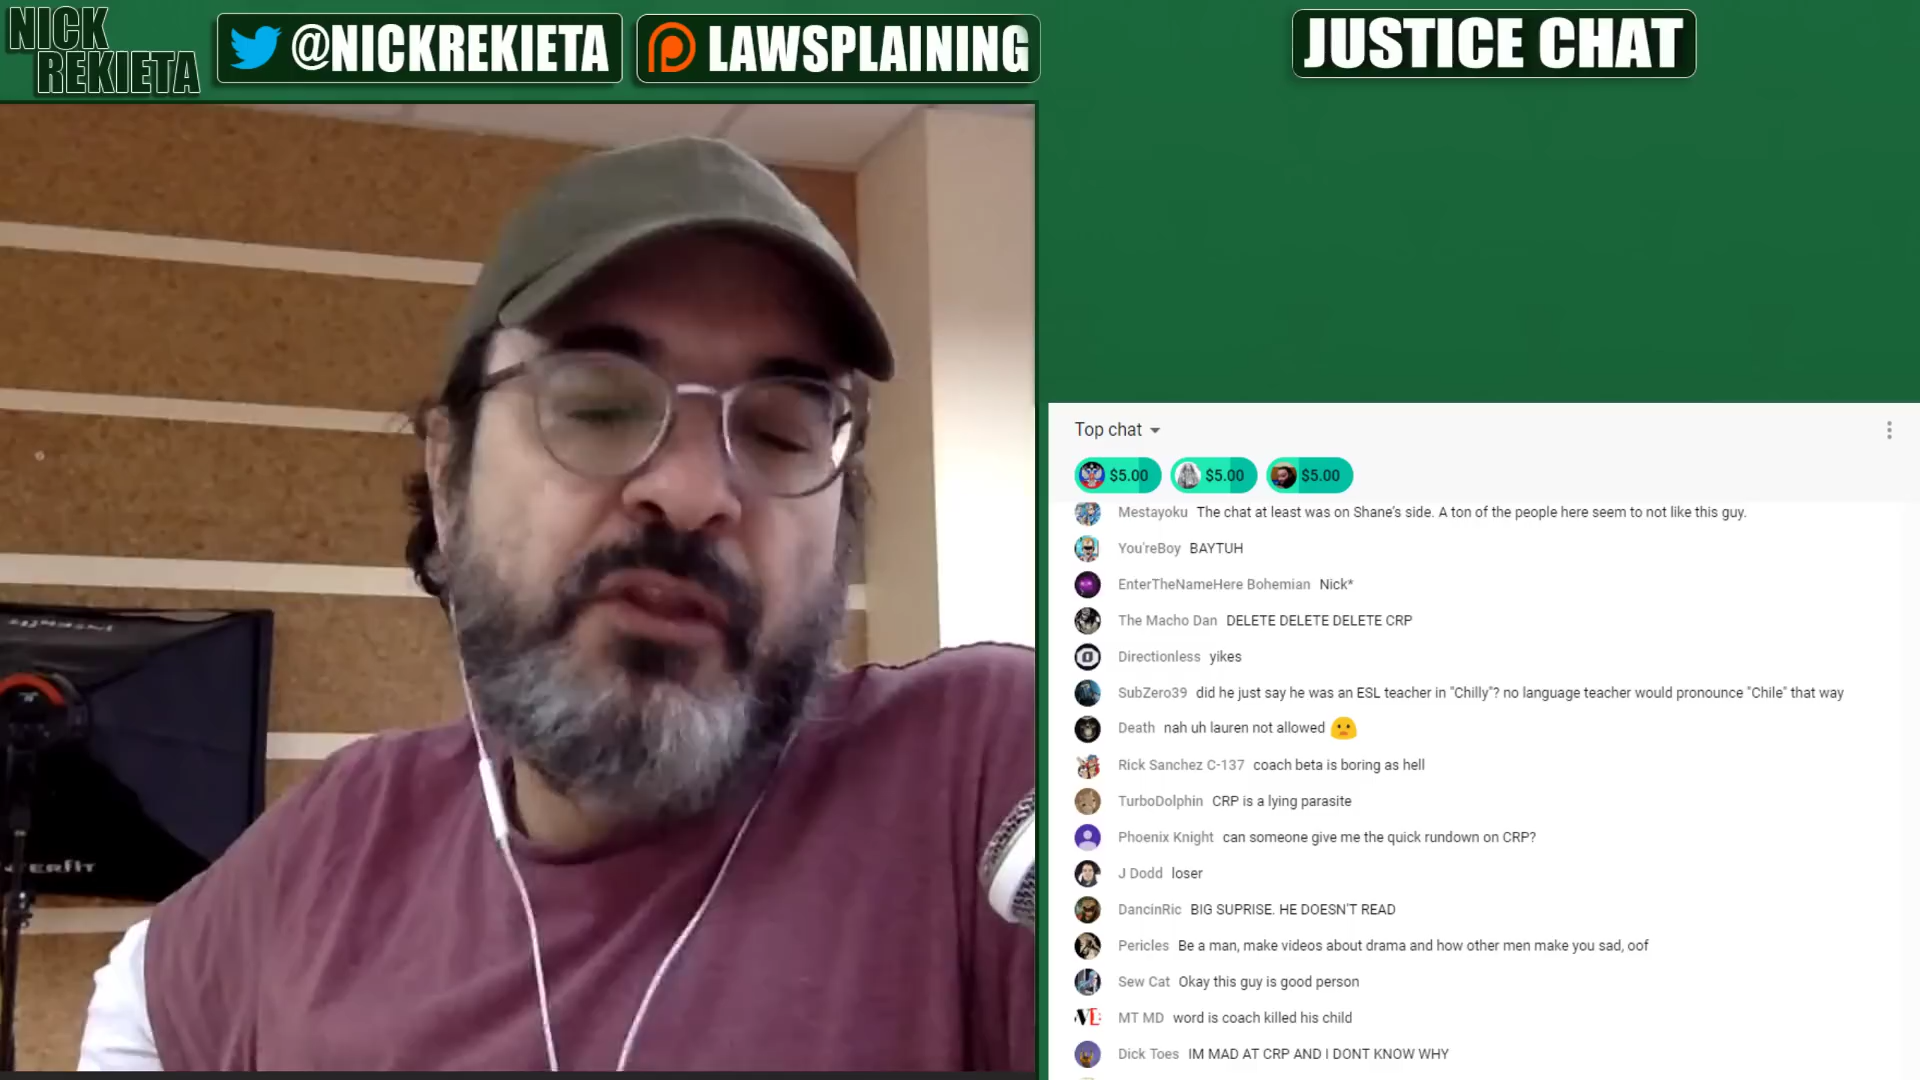 NICK
REKIETA
@NICKREKIETA
LAWSPLAINING
JUSTICE CHAT
Top chat
$5.00 $5.00 $5.00
Mestayoku The chat at least was on Shane's side. A ton of the people here seem to not like this guy.
You'reBoy BAYTUH
EnterTheNameHere Bohemian Nick*
The Macho Dan DELETE DELETE DELETE CRP
Directionless yikes
SubZero39 did he just say he was an ESL teacher in "Chilly"? no language teacher would pronounce "Chile" that way
Death nah uh lauren not allowed
Rick Sanchez C-137 coach beta is boring as hell
TurboDolphin CRP is a lying parasite
Phoenix Knight can someone give me the quick rundown on CRP?
J Dodd loser
DancinRic BIG SUPRISE. HE DOESN'T READ
Pericles Be a man, make videos about drama and how other men make you sad, oof
Sew Cat Okay this guy is good person
MT MD word is coach killed his child
Dick Toes IM MAD AT CRP AND I DONT KNOW WHY